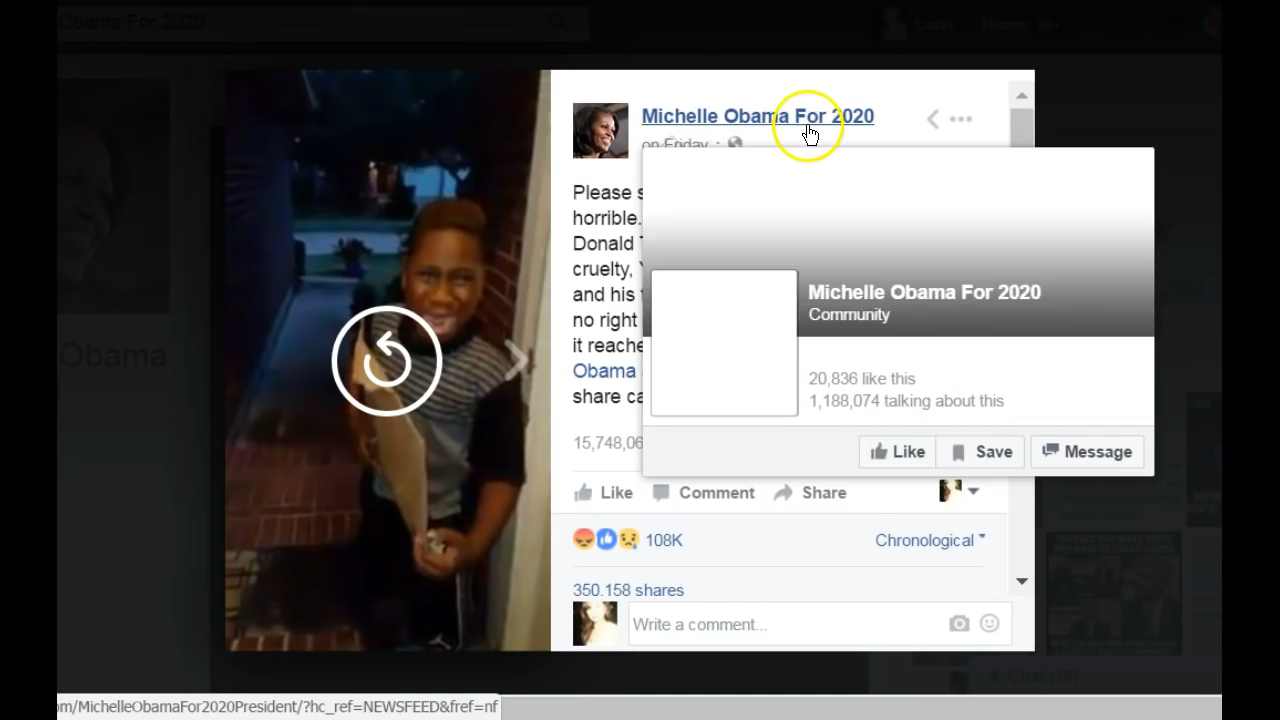 Obama For 2020
Michelle Obama For 2020
on Friday
Please
horrible.
Donald
cruelty,
and his
no right
it reache
Obama
share ca
15,748,06
Michelle Obama For 2020
Community
20,836 like this
1,188,074 talking about this
Like Save Message
Like Comment Share
108K Chronological
350,158 shares
Write a comment...
Obama
om/MichelleObamaFor2020President/?hc_ref=NEWSFEED&fref=nf